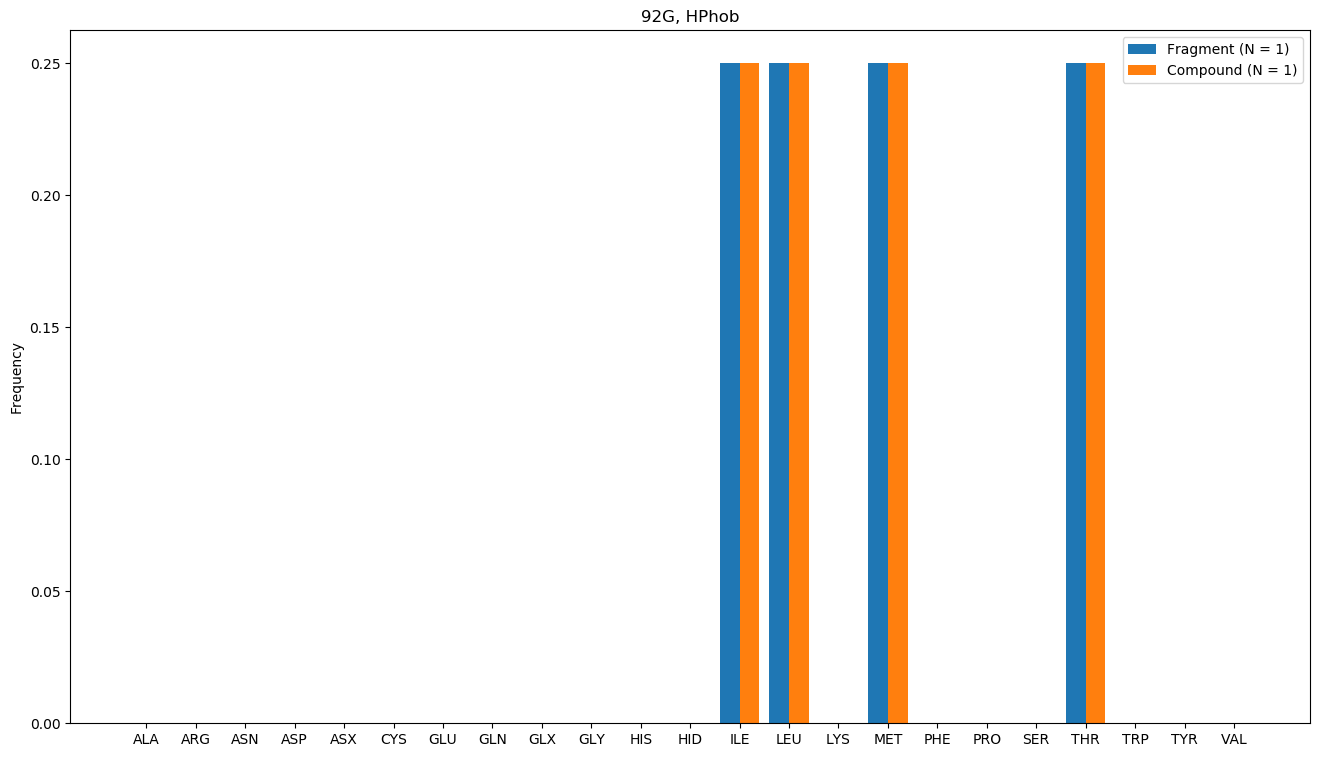 92G, HPhob
Fragment (N = 1)
Compound (N = 1)
Frequency
0.25
0.20
0.15
0.10
0.05
0.00
ALA ARG ASN ASP ASX CYS GLU GLN GLX GLY HIS HID ILE LEU LYS MET PHE PRO SER THR TRP TYR VAL